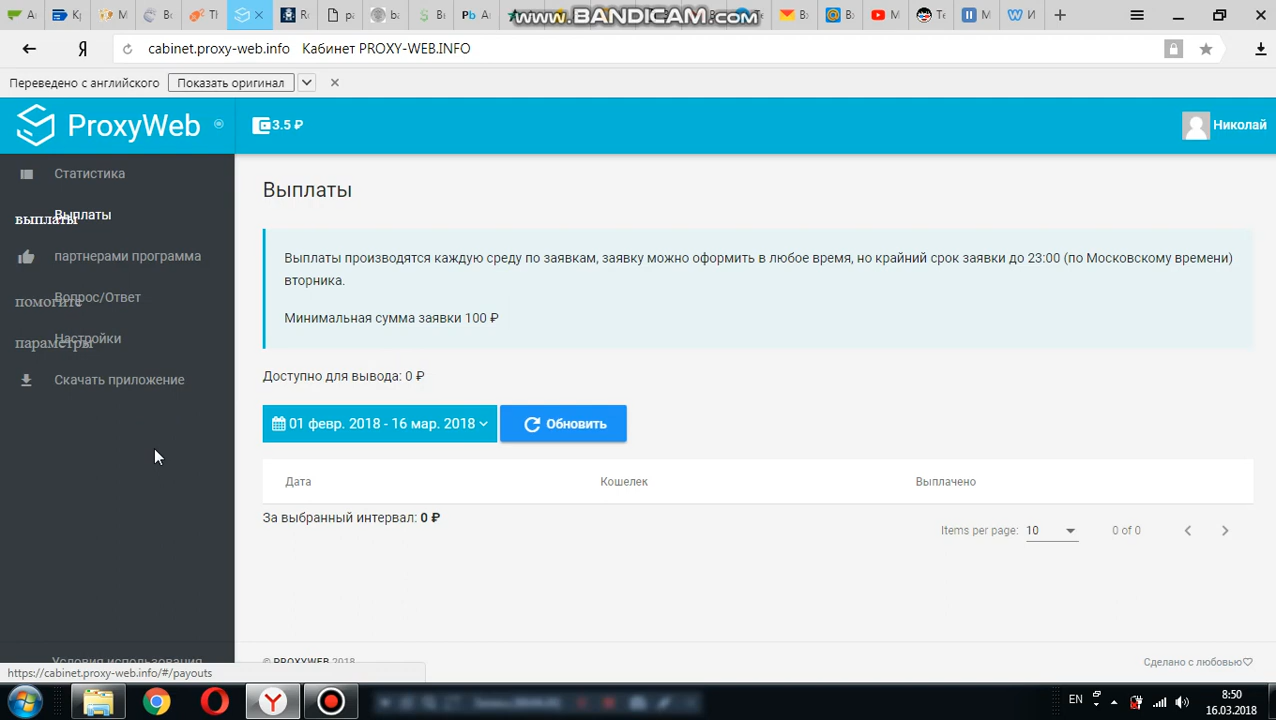 www.BANDICAM.com
cabinet.proxy-web.info Кабинет PROXY-WEB.INFO
Переведено с английского Показать оригинал
ProxyWeb
3.5 ₽
Николай
Статистика
Выплаты
выплаты
партнерами программа
Вопрос/Ответ
помогите
Настройки
параметры
Скачать приложение
Условия использования
Выплаты
Выплаты производятся каждую среду по заявкам, заявку можно оформить в любое время, но крайний срок заявки до 23:00 (по Московскому времени)
вторника.
Минимальная сумма заявки 100 ₽
Доступно для вывода: 0 ₽
01 февр. 2018 - 16 мар. 2018
Обновить
Дата Кошелек Выплачено
За выбранный интервал: 0 ₽
Items per page: 10 0 of 0
© PROXYWEB 2018
Сделано с любовью
https://cabinet.proxy-web.info/#/payouts
EN
8:50
16.03.2018